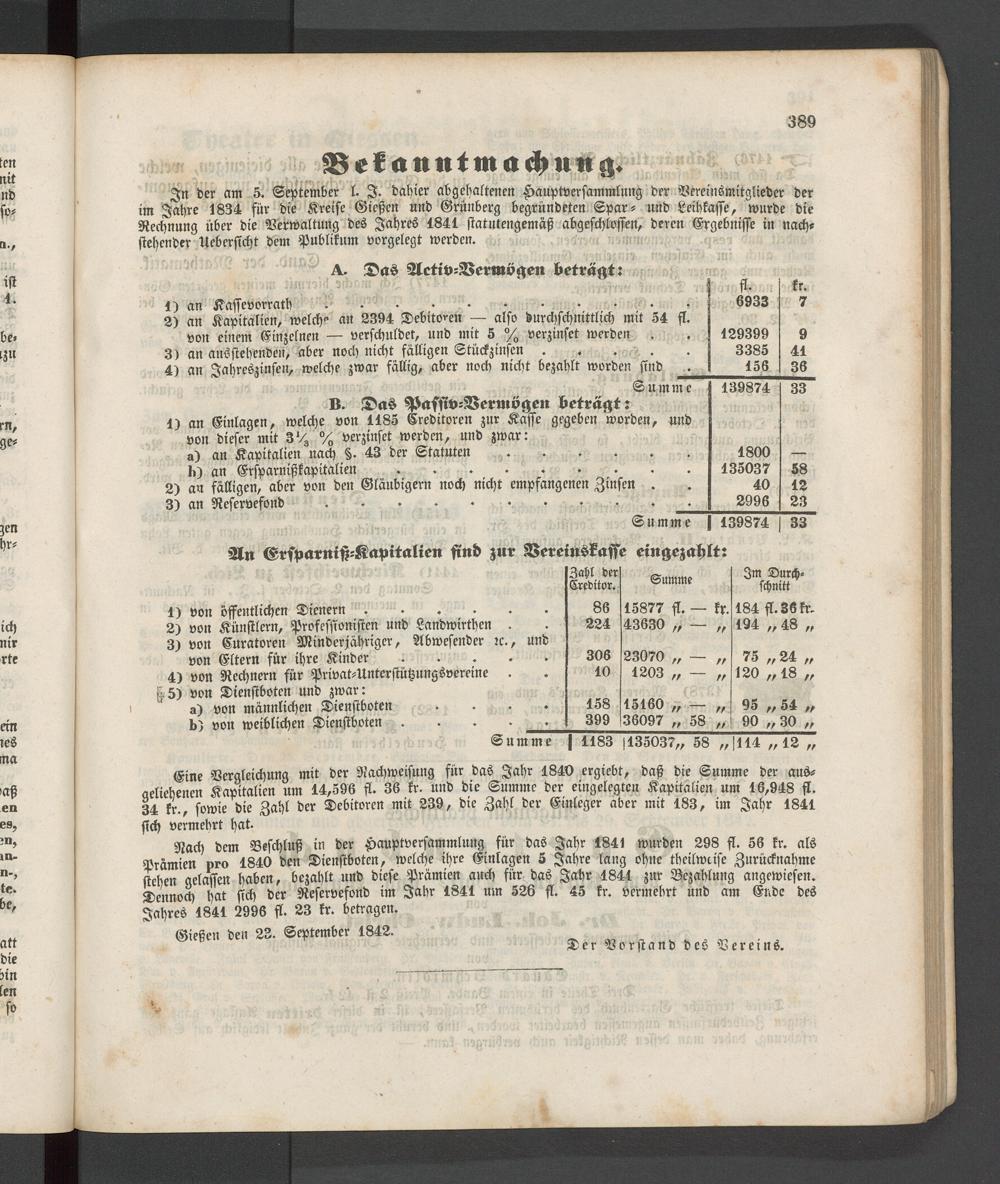 389
Bekanntmachung.
In der am 5. September l. J. dahier abgehaltenen Hauptversammlung der Vereinsmitglieder der
im Jahre 1834 für die Kreise Gießen und Grünberg begründeten Spar- und Leihkasse, wurde die
Rechnung über die Verwaltung des Jahres 1841 statutengemäß abgeschlossen, deren Ergebnisse in nach-
stehender Uebersicht dem Publikum vorgelegt werden.
A. Das Activ-Vermögen beträgt:
fl. kr.
1) an Kassevorrath . . . . . . . . . . 6933 7
2) an Kapitalien, welche an 2394 Debitoren — also durchschnittlich mit 54 fl.
von einem Einzelnen — verschuldet, und mit 5 % verzinset werden . . 129399 9
3) an ausstehenden, aber noch nicht fälligen Stückzinsen . . . . . 3385 41
4) an Jahreszinsen, welche zwar fällig, aber noch nicht bezahlt worden sind . 156 36
Summe 139874 33
B. Das Passiv-Vermögen beträgt:
1) an Einlagen, welche von 1185 Creditoren zur Kasse gegeben worden, und
von dieser mit 3⅓ % verzinset werden, und zwar:
a) an Kapitalien nach §. 43 der Statuten . . . . . . 1800 —
b) an Ersparnißkapitalien . . . . . . . . . 135037 58
2) an fälligen, aber von den Gläubigern noch nicht empfangenen Zinsen . . 40 12
3) an Reservefond . . . . . . . . . . 2996 23
Summe 139874 33
An Ersparniß-Kapitalien sind zur Vereinskasse eingezahlt:
Zahl der Creditor. Summe Im Durch-
schnitt
1) von öffentlichen Dienern . . . . . . 86 15877 fl. — kr. 184 fl. 36 kr.
2) von Künstlern, Professionisten und Landwirthen . . 224 43630 „ — „ 194 „ 48 „
3) von Curatoren Minderjähriger, Abwesender ꝛc., und
von Eltern für ihre Kinder . . . . . 306 23070 „ — „ 75 „ 24 „
4) von Rechnern für Privat-Unterstützungsvereine . . 10 1203 „ — „ 120 „ 18 „
5) von Dienstboten und zwar:
a) von männlichen Dienstboten . . . . 158 15160 „ — „ 95 „ 54 „
b) von weiblichen Dienstboten . . . . . 399 36097 „ 58 „ 90 „ 30 „
Summe 1183 135037„ 58 „ 114 „ 12 „
Eine Vergleichung mit der Nachweisung für das Jahr 1840 ergiebt, daß die Summe der aus-
geliehenen Kapitalien um 14,596 fl. 36 kr. und die Summe der eingelegten Kapitalien um 16,948 fl.
34 kr., sowie die Zahl der Debitoren mit 239, die Zahl der Einleger aber mit 183, im Jahr 1841
sich vermehrt hat.
Nach dem Beschluß in der Hauptversammlung für das Jahr 1841 wurden 298 fl. 56 kr. als
Prämien pro 1840 den Dienstboten, welche ihre Einlagen 5 Jahre lang ohne theilweise Zurücknahme
stehen gelassen haben, bezahlt und diese Prämien auch für das Jahr 1841 zur Bezahlung angewiesen.
Dennoch hat sich der Reservefond im Jahr 1841 um 526 fl. 45 kr. vermehrt und am Ende des
Jahres 1841 2996 fl. 23 kr. betragen.
Gießen den 23. September 1842.
Der Vorstand des Vereins.